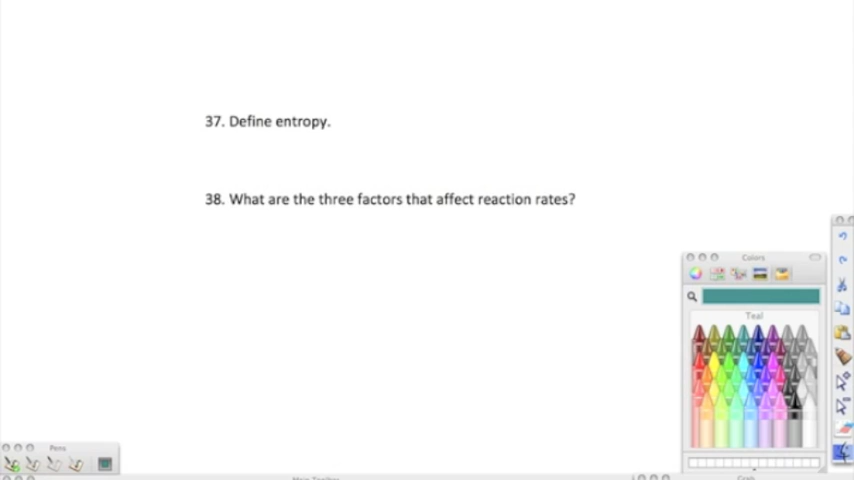 37. Define entropy.
38. What are the three factors that affect reaction rates?
Colors
Teal
Pens